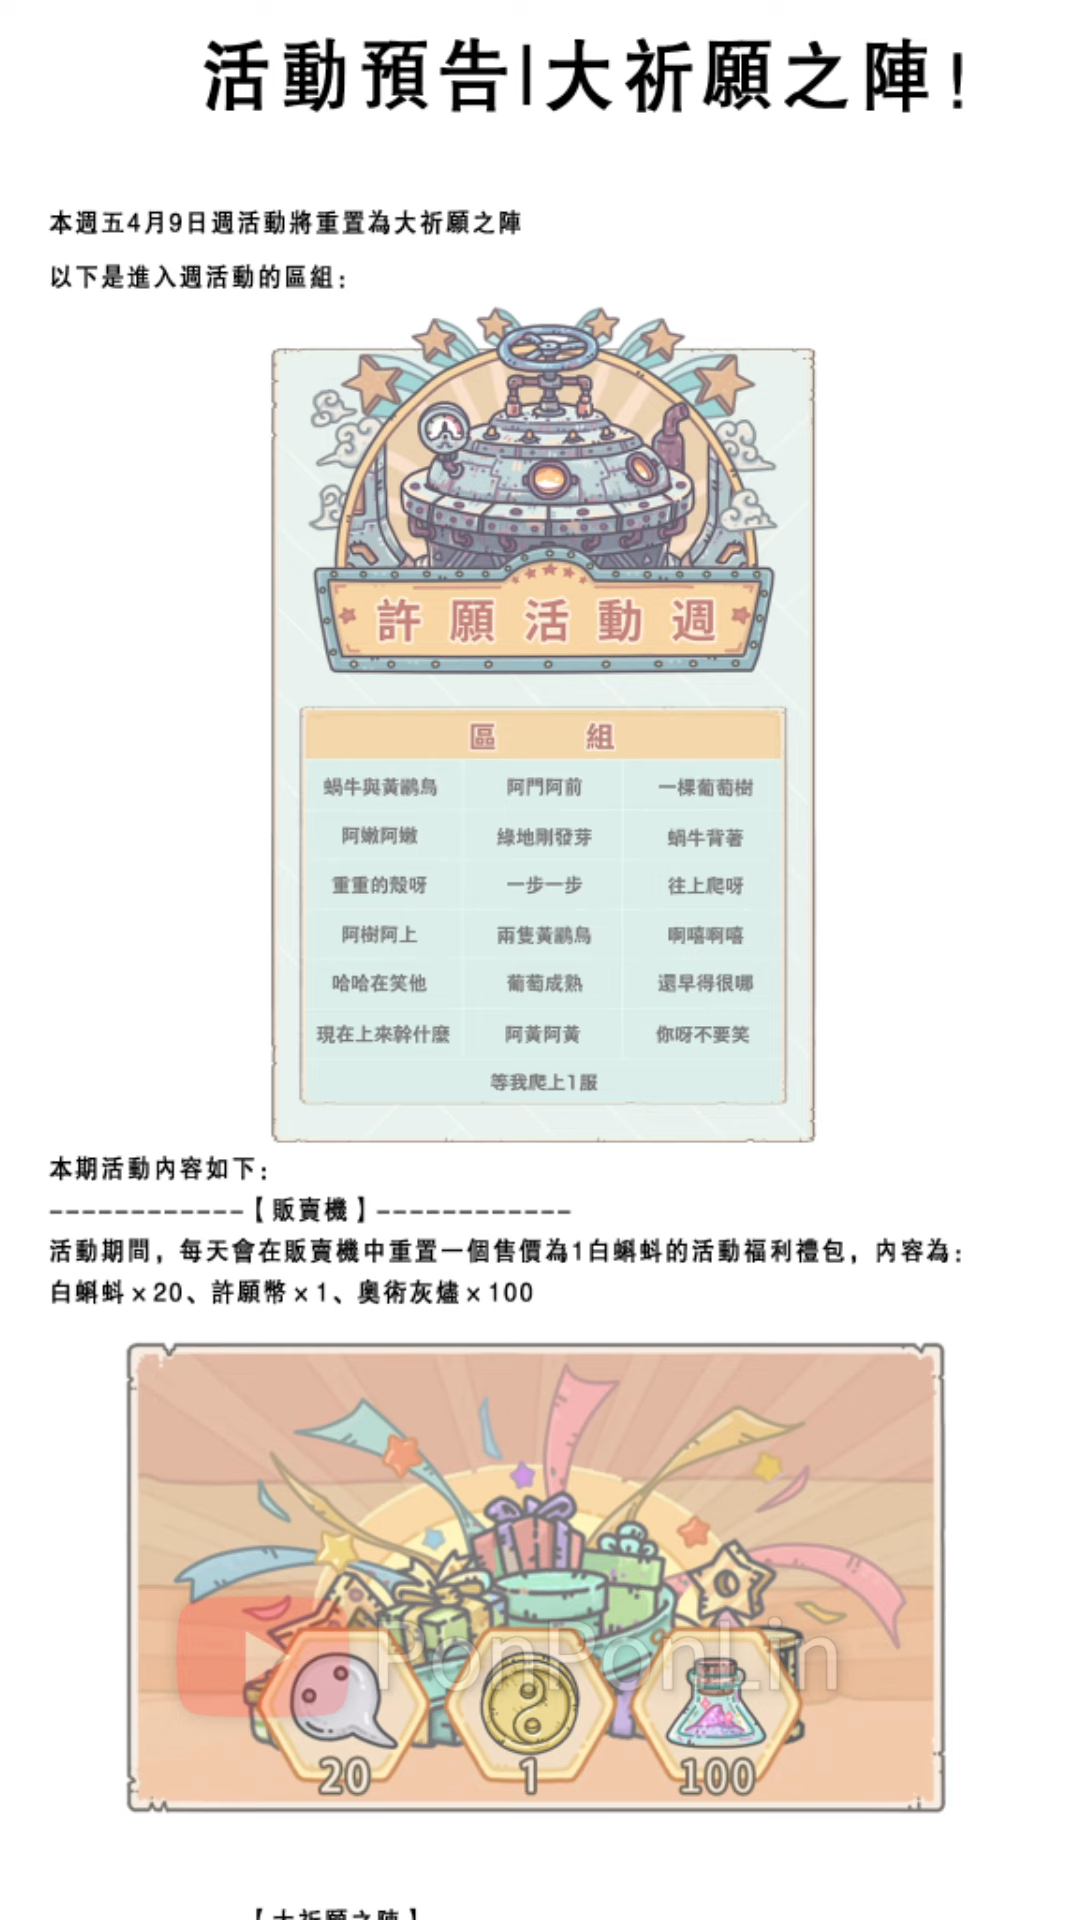 活動預告|大祈願之陣!
本週五4月9日週活動將重置為大祈願之陣
以下是進入週活動的區組:
許願活動週
區 組
蝸牛與黃鸝鳥 阿門阿前 一棵葡萄樹
阿嫩阿嫩 綠地剛發芽 蝸牛背著
重重的殼呀 一步一步 往上爬呀
阿樹阿上 兩隻黃鸝鳥 啊嘻啊嘻
哈哈在笑他 葡萄成熟 還早得很哪
現在上來幹什麼 阿黃阿黃 你呀不要笑
等我爬上1服
本期活動內容如下:
------------【販賣機】------------
活動期間，每天會在販賣機中重置一個售價為1白蝌蚪的活動福利禮包，內容為:
白蝌蚪×20、許願幣×1、奧術灰燼×100
PonPonLin
20 1 100
【大祈願之陣】